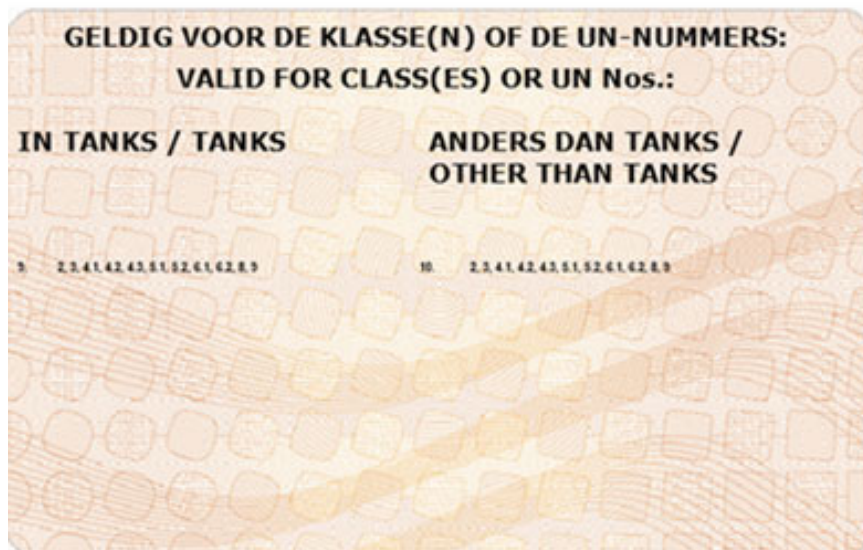 GELDIG VOOR DE KLASSE(N) OF DE UN-NUMMERS:
VALID FOR CLASS(ES) OR UN Nos.:
IN TANKS / TANKS
ANDERS DAN TANKS /
OTHER THAN TANKS
9. 2, 3, 4.1, 4.2, 4.3, 5.1, 5.2, 6.1, 6.2, 8, 9
10. 2, 3, 4.1, 4.2, 4.3, 5.1, 5.2, 6.1, 6.2, 8, 9